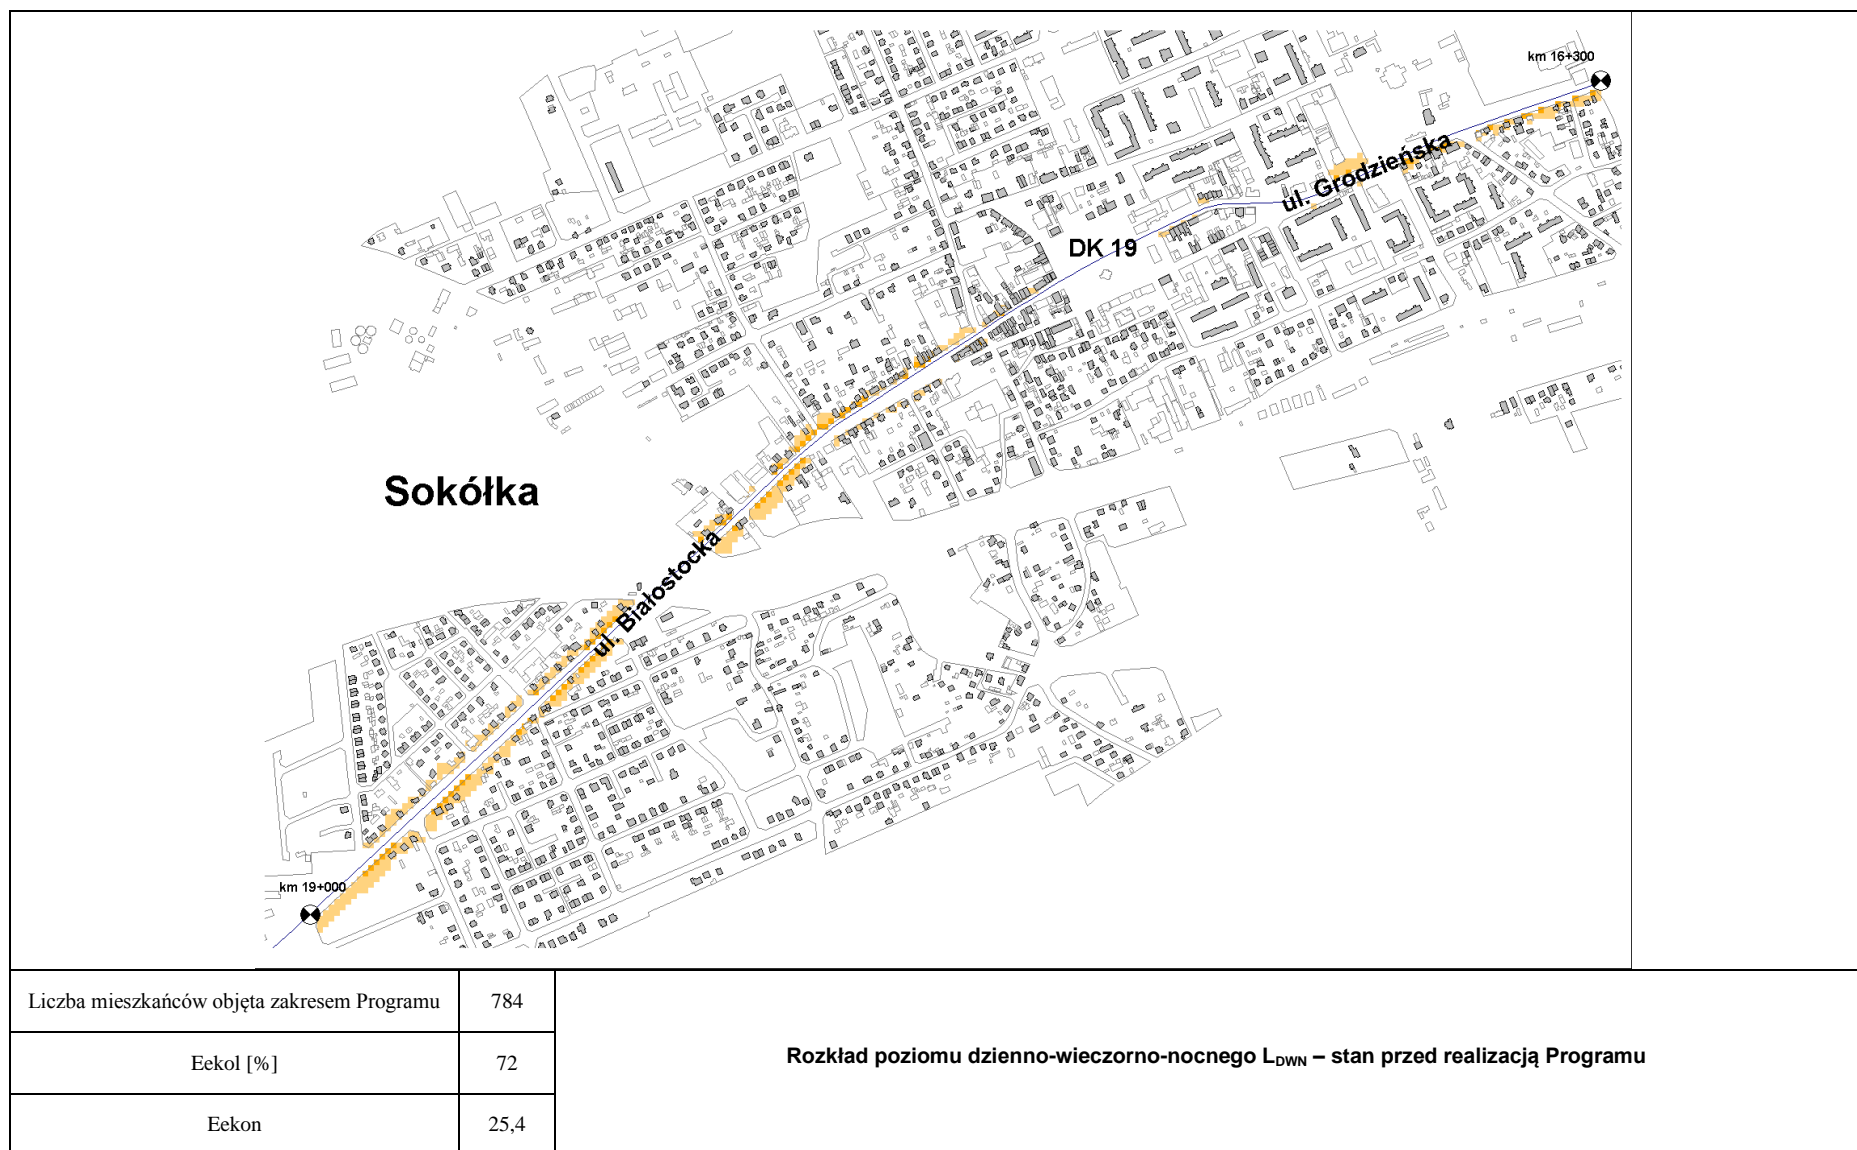 km 16+300
ul. Grodzieńska
DK 19
Sokółka
ul. Białostocka
km 19+000
Liczba mieszkańców objęta zakresem Programu 784
Eekol [%] 72
Eekon 25,4
Rozkład poziomu dzienno-wieczorno-nocnego LDWN – stan przed realizacją Programu